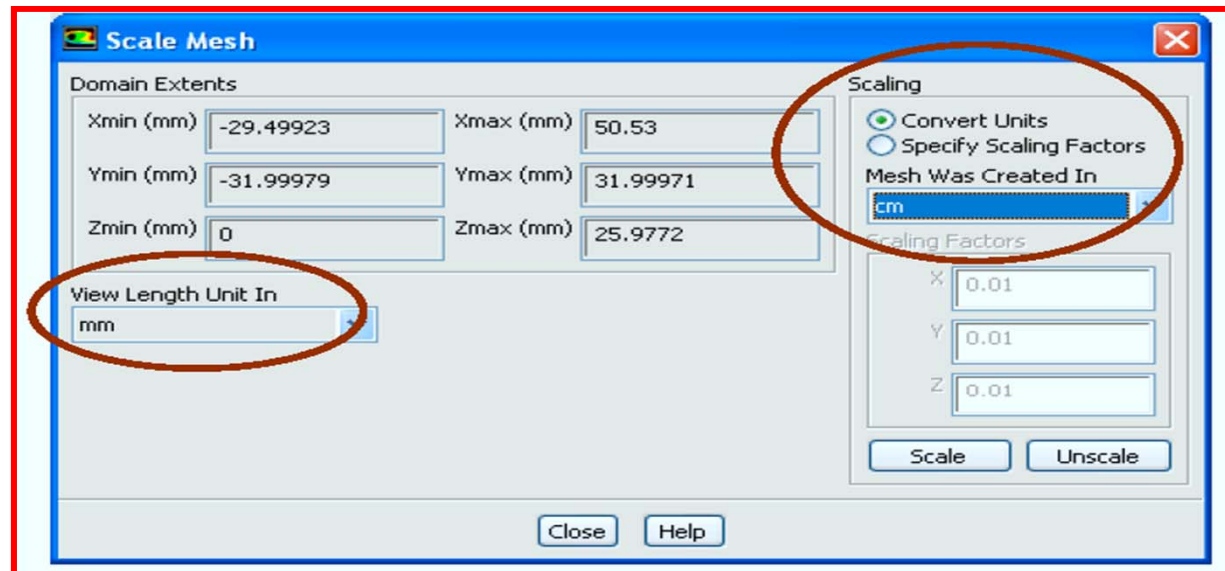 Scale Mesh
Domain Extents
Xmin (mm) -29.49923 Xmax (mm) 50.53
Ymin (mm) -31.99979 Ymax (mm) 31.99971
Zmin (mm) 0 Zmax (mm) 25.9772
View Length Unit In
mm
Scaling
Convert Units
Specify Scaling Factors
Mesh Was Created In
cm
Scaling Factors
X 0.01
Y 0.01
Z 0.01
Scale Unscale
Close Help